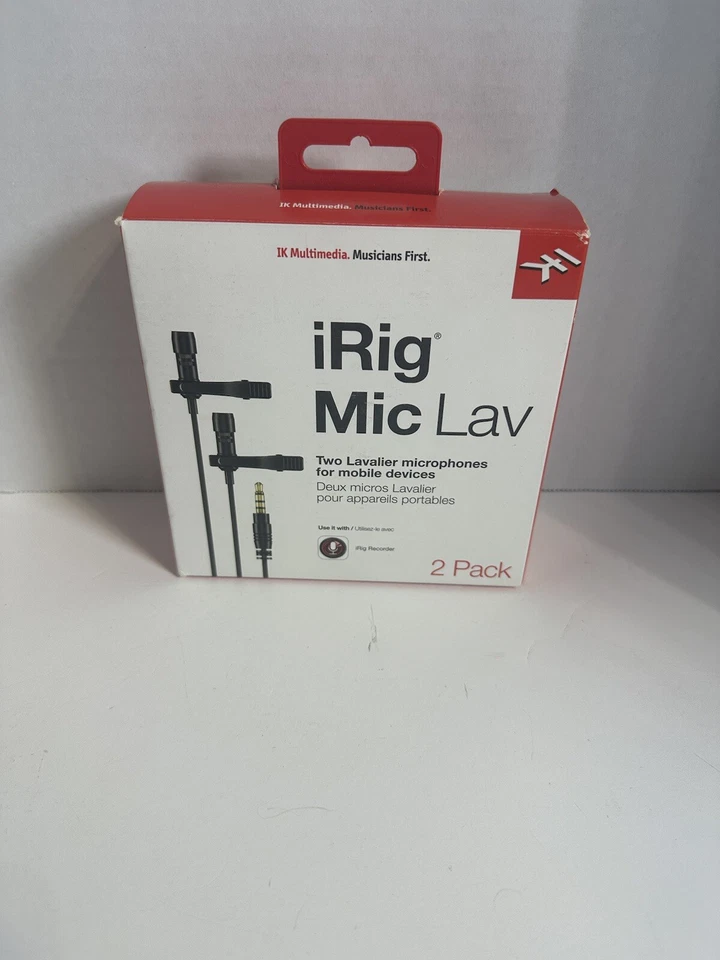 IK Multimedia. Musicians First.
IK Multimedia. Musicians First.
iRig®
Mic Lav
Two Lavalier microphones
for mobile devices
Deux micros Lavalier
pour appareils portables
Use it with / Utilisez-le avec
iRig Recorder
2 Pack